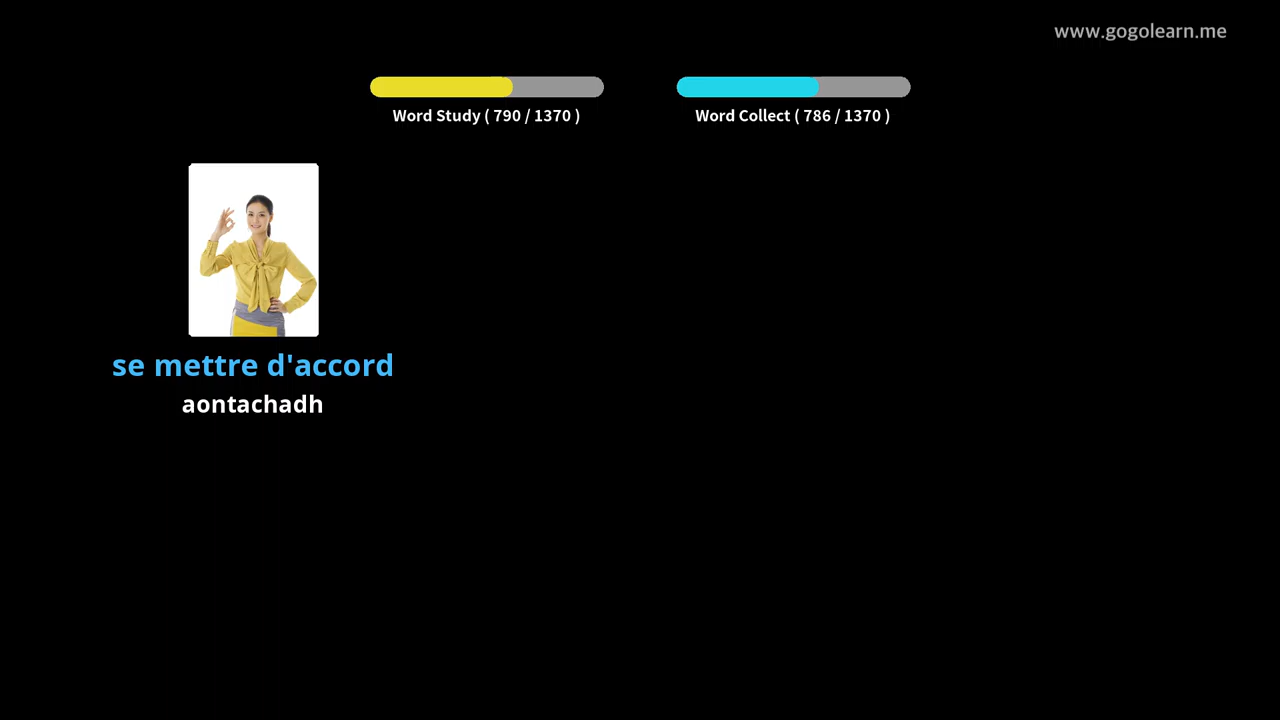 www.gogolearn.me
Word Study ( 790 / 1370 )
Word Collect ( 786 / 1370 )
se mettre d'accord
aontachadh